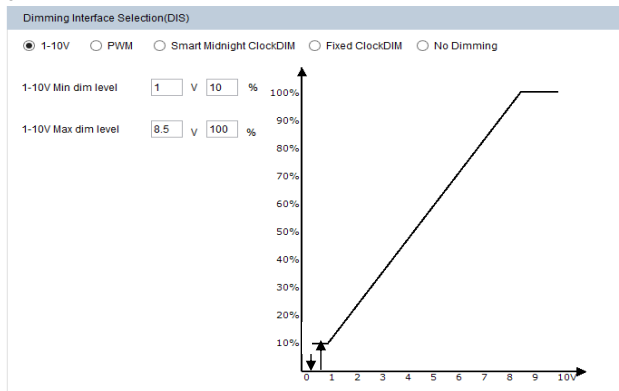 Dimming Interface Selection(DIS)
1-10V PWM Smart Midnight ClockDIM Fixed ClockDIM No Dimming
1-10V Min dim level 1 V 10 %
1-10V Max dim level 8.5 V 100 %
100%
90%
80%
70%
60%
50%
40%
30%
20%
10%
0 1 2 3 4 5 6 7 8 9 10V